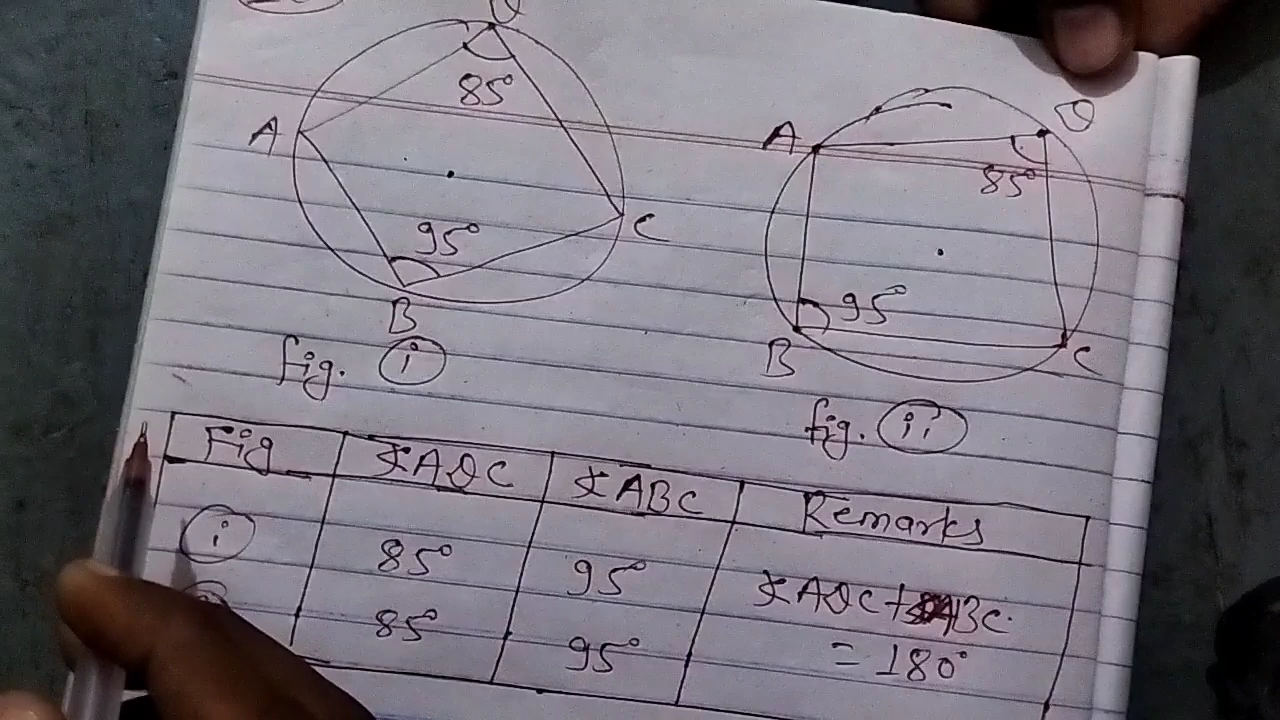 D
85°
A
C
95°
B
fig. (i)
A
D
85°
95°
B
C
fig. (ii)
Fig ∡ADC ∡ABC Remarks
(i) 85° 95° ∡ADC + ∡ABC
85° 95° = 180°